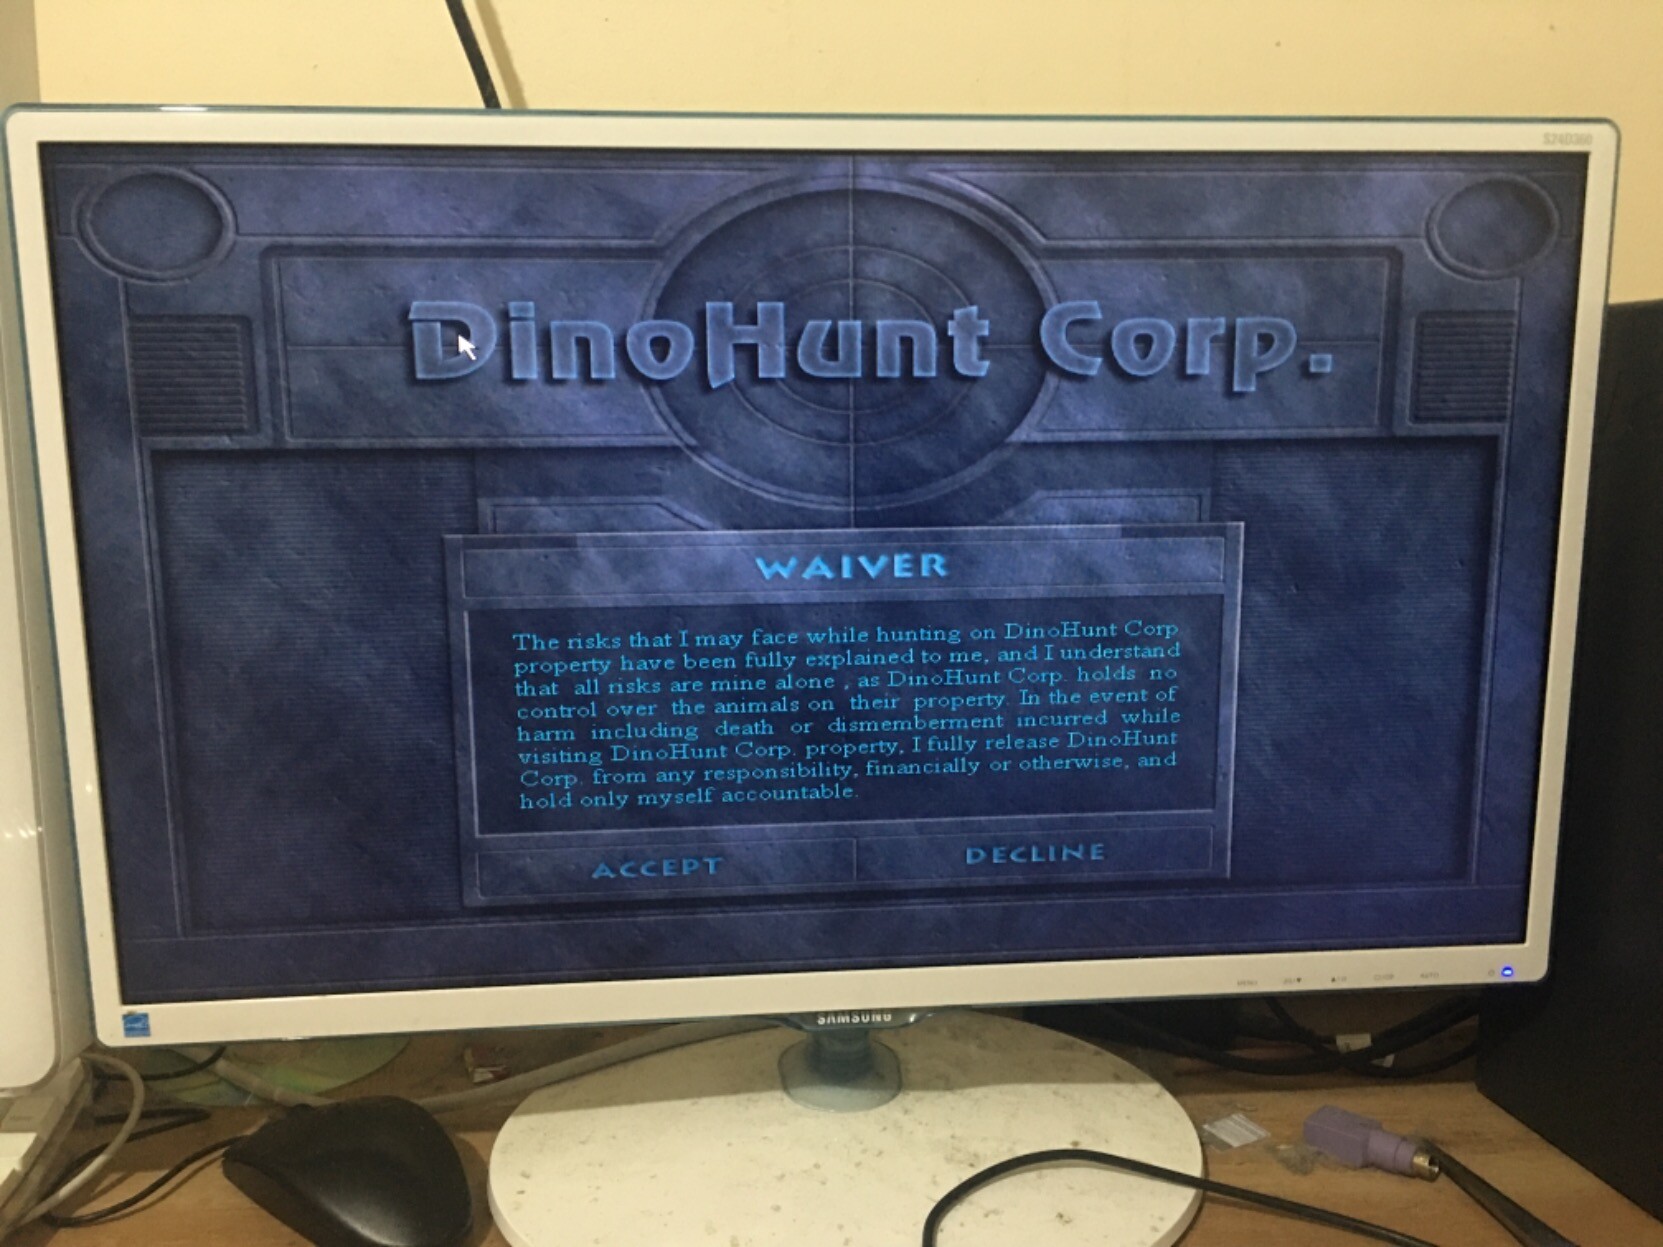 S24D360
DinoHunt Corp.
WAIVER
The risks that I may face while hunting on DinoHunt Corp
property have been fully explained to me, and I understand
that all risks are mine alone , as DinoHunt Corp. holds no
control over the animals on their property. In the event of
harm including death or dismemberment incurred while
visiting DinoHunt Corp. property, I fully release DinoHunt
Corp. from any responsibility, financially or otherwise, and
hold only myself accountable.
ACCEPT
DECLINE
MENU
AUTO
SAMSUNG